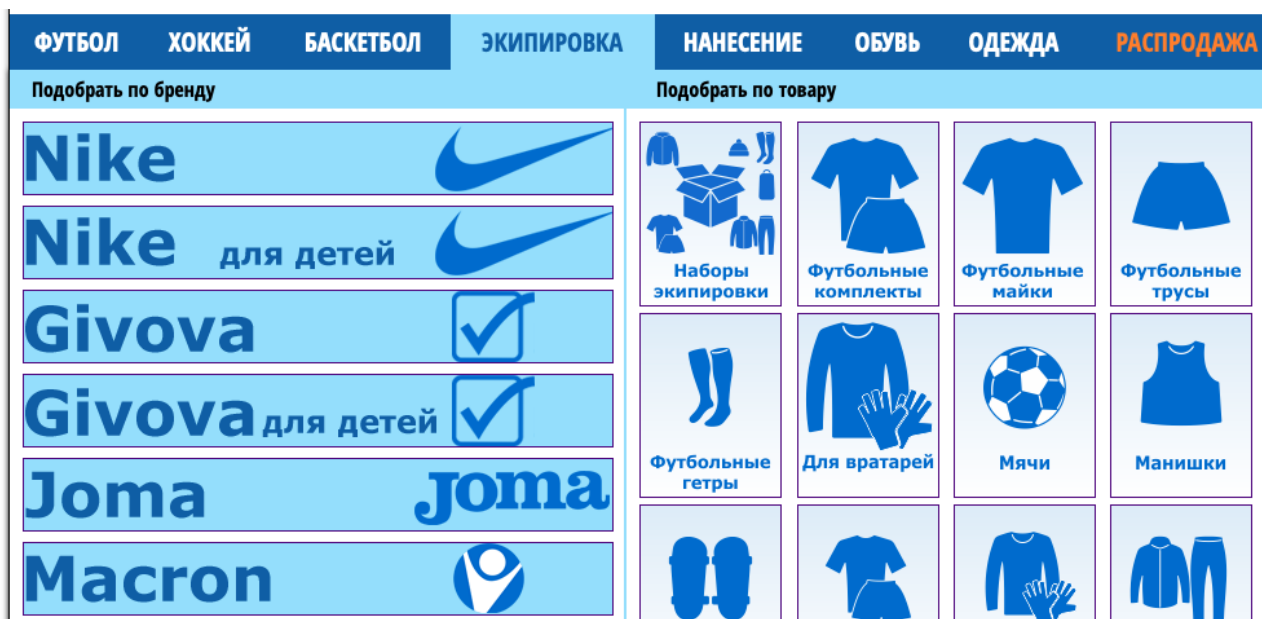 ФУТБОЛ ХОККЕЙ БАСКЕТБОЛ ЭКИПИРОВКА НАНЕСЕНИЕ ОБУВЬ ОДЕЖДА РАСПРОДАЖА
Подобрать по бренду
Nike
Nike для детей
Givova
Givova для детей
Joma Joma
Macron
Подобрать по товару
Наборы
экипировки
Футбольные
комплекты
Футбольные
майки
Футбольные
трусы
Футбольные
гетры
Для вратарей
Мячи
Манишки